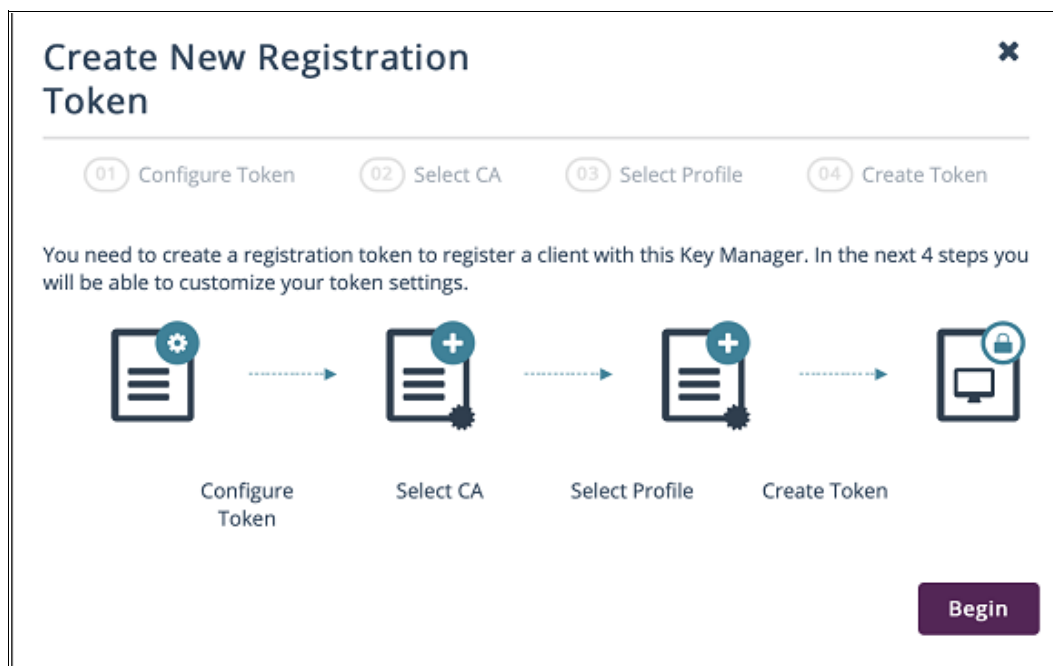 Create New Registration
Token
01 Configure Token 02 Select CA 03 Select Profile 04 Create Token
You need to create a registration token to register a client with this Key Manager. In the next 4 steps you
will be able to customize your token settings.
Configure
Token
Select CA
Select Profile
Create Token
Begin